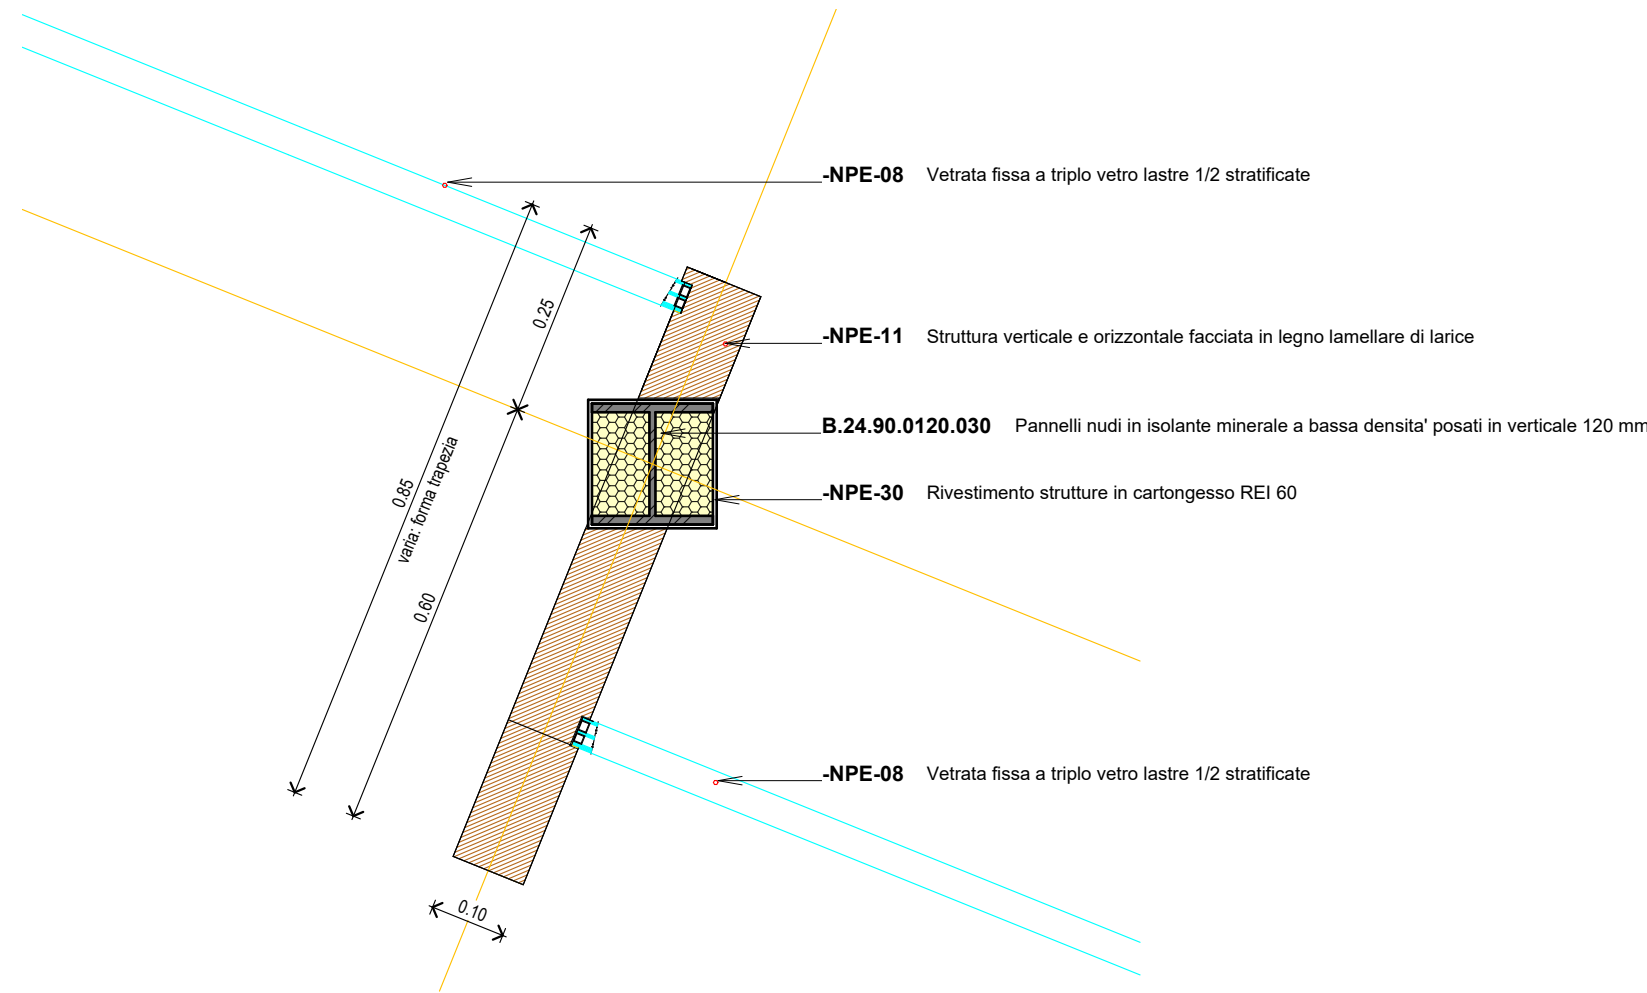 -NPE-08 Vetrata fissa a triplo vetro lastre 1/2 stratificate
0.25
-NPE-11 Struttura verticale e orizzontale facciata in legno lamellare di larice
B.24.90.0120.030 Pannelli nudi in isolante minerale a bassa densita' posati in verticale 120 mm
0.85
varia: forma trapezia
-NPE-30 Rivestimento strutture in cartongesso REI 60
0.60
-NPE-08 Vetrata fissa a triplo vetro lastre 1/2 stratificate
0.10